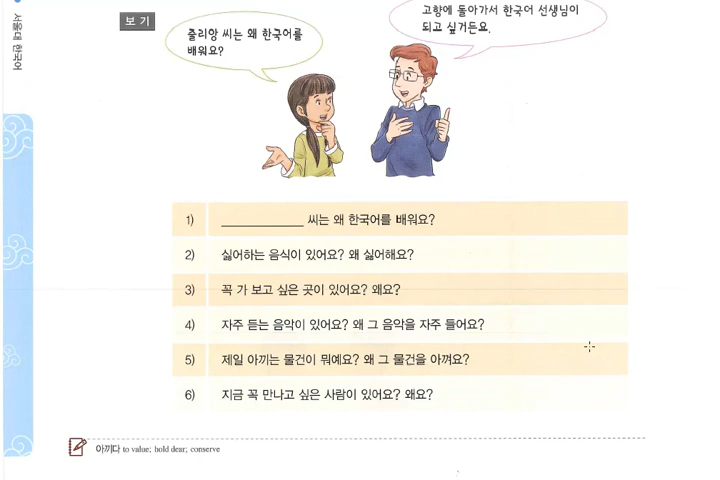 서울대 한국어
보기
쥴리앙 씨는 왜 한국어를
배워요?
고향에 돌아가서 한국어 선생님이
되고 싶거든요.
1) ____________ 씨는 왜 한국어를 배워요?
2) 싫어하는 음식이 있어요? 왜 싫어해요?
3) 꼭 가 보고 싶은 곳이 있어요? 왜요?
4) 자주 듣는 음악이 있어요? 왜 그 음악을 자주 들어요?
5) 제일 아끼는 물건이 뭐예요? 왜 그 물건을 아껴요?
6) 지금 꼭 만나고 싶은 사람이 있어요? 왜요?
아끼다 to value; hold dear; conserve